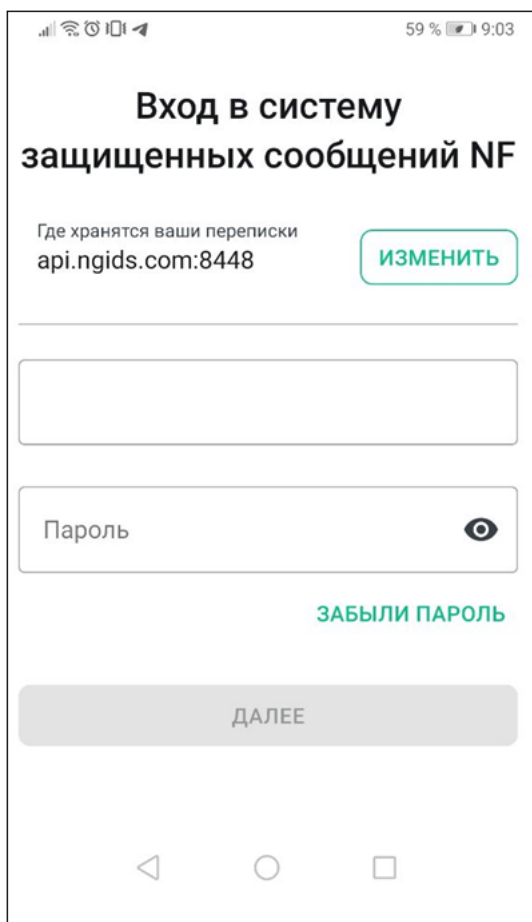 59 % 9:03
Вход в систему
защищенных сообщений NF
Где хранятся ваши переписки
api.ngids.com:8448
ИЗМЕНИТЬ
Пароль
ЗАБЫЛИ ПАРОЛЬ
ДАЛЕЕ